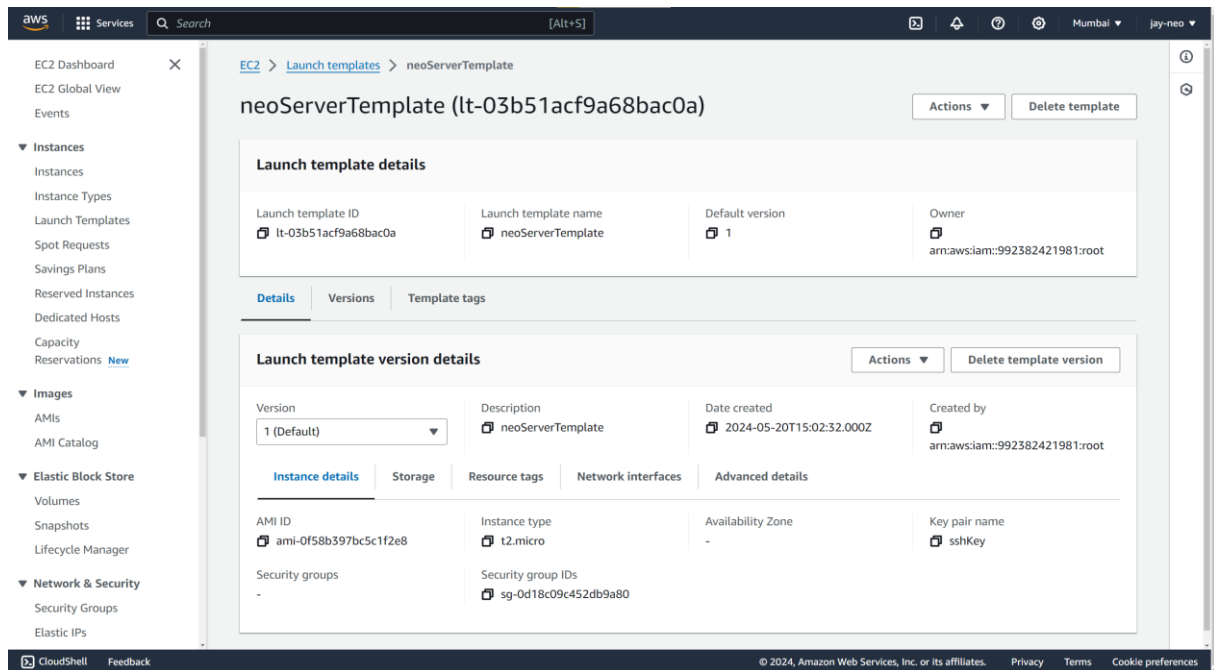 aws
Services
Search
[Alt+S]
Mumbai
jay-neo
EC2 Dashboard
EC2 Global View
Events
Instances
Instances
Instance Types
Launch Templates
Spot Requests
Savings Plans
Reserved Instances
Dedicated Hosts
Capacity
Reservations New
Images
AMIs
AMI Catalog
Elastic Block Store
Volumes
Snapshots
Lifecycle Manager
Network & Security
Security Groups
Elastic IPs
EC2 > Launch templates > neoServerTemplate
neoServerTemplate (lt-03b51acf9a68bac0a)
Actions
Delete template
Launch template details
Launch template ID
lt-03b51acf9a68bac0a
Launch template name
neoServerTemplate
Default version
1
Owner
arn:aws:iam::992382421981:root
Details
Versions
Template tags
Launch template version details
Actions
Delete template version
Version
1 (Default)
Description
neoServerTemplate
Date created
2024-05-20T15:02:32.000Z
Created by
arn:aws:iam::992382421981:root
Instance details
Storage
Resource tags
Network interfaces
Advanced details
AMI ID
ami-0f58b397bc5c1f2e8
Instance type
t2.micro
Availability Zone
-
Key pair name
sshKey
Security groups
-
Security group IDs
sg-0d18c09c452db9a80
CloudShell
Feedback
© 2024, Amazon Web Services, Inc. or its affiliates.
Privacy
Terms
Cookie preferences